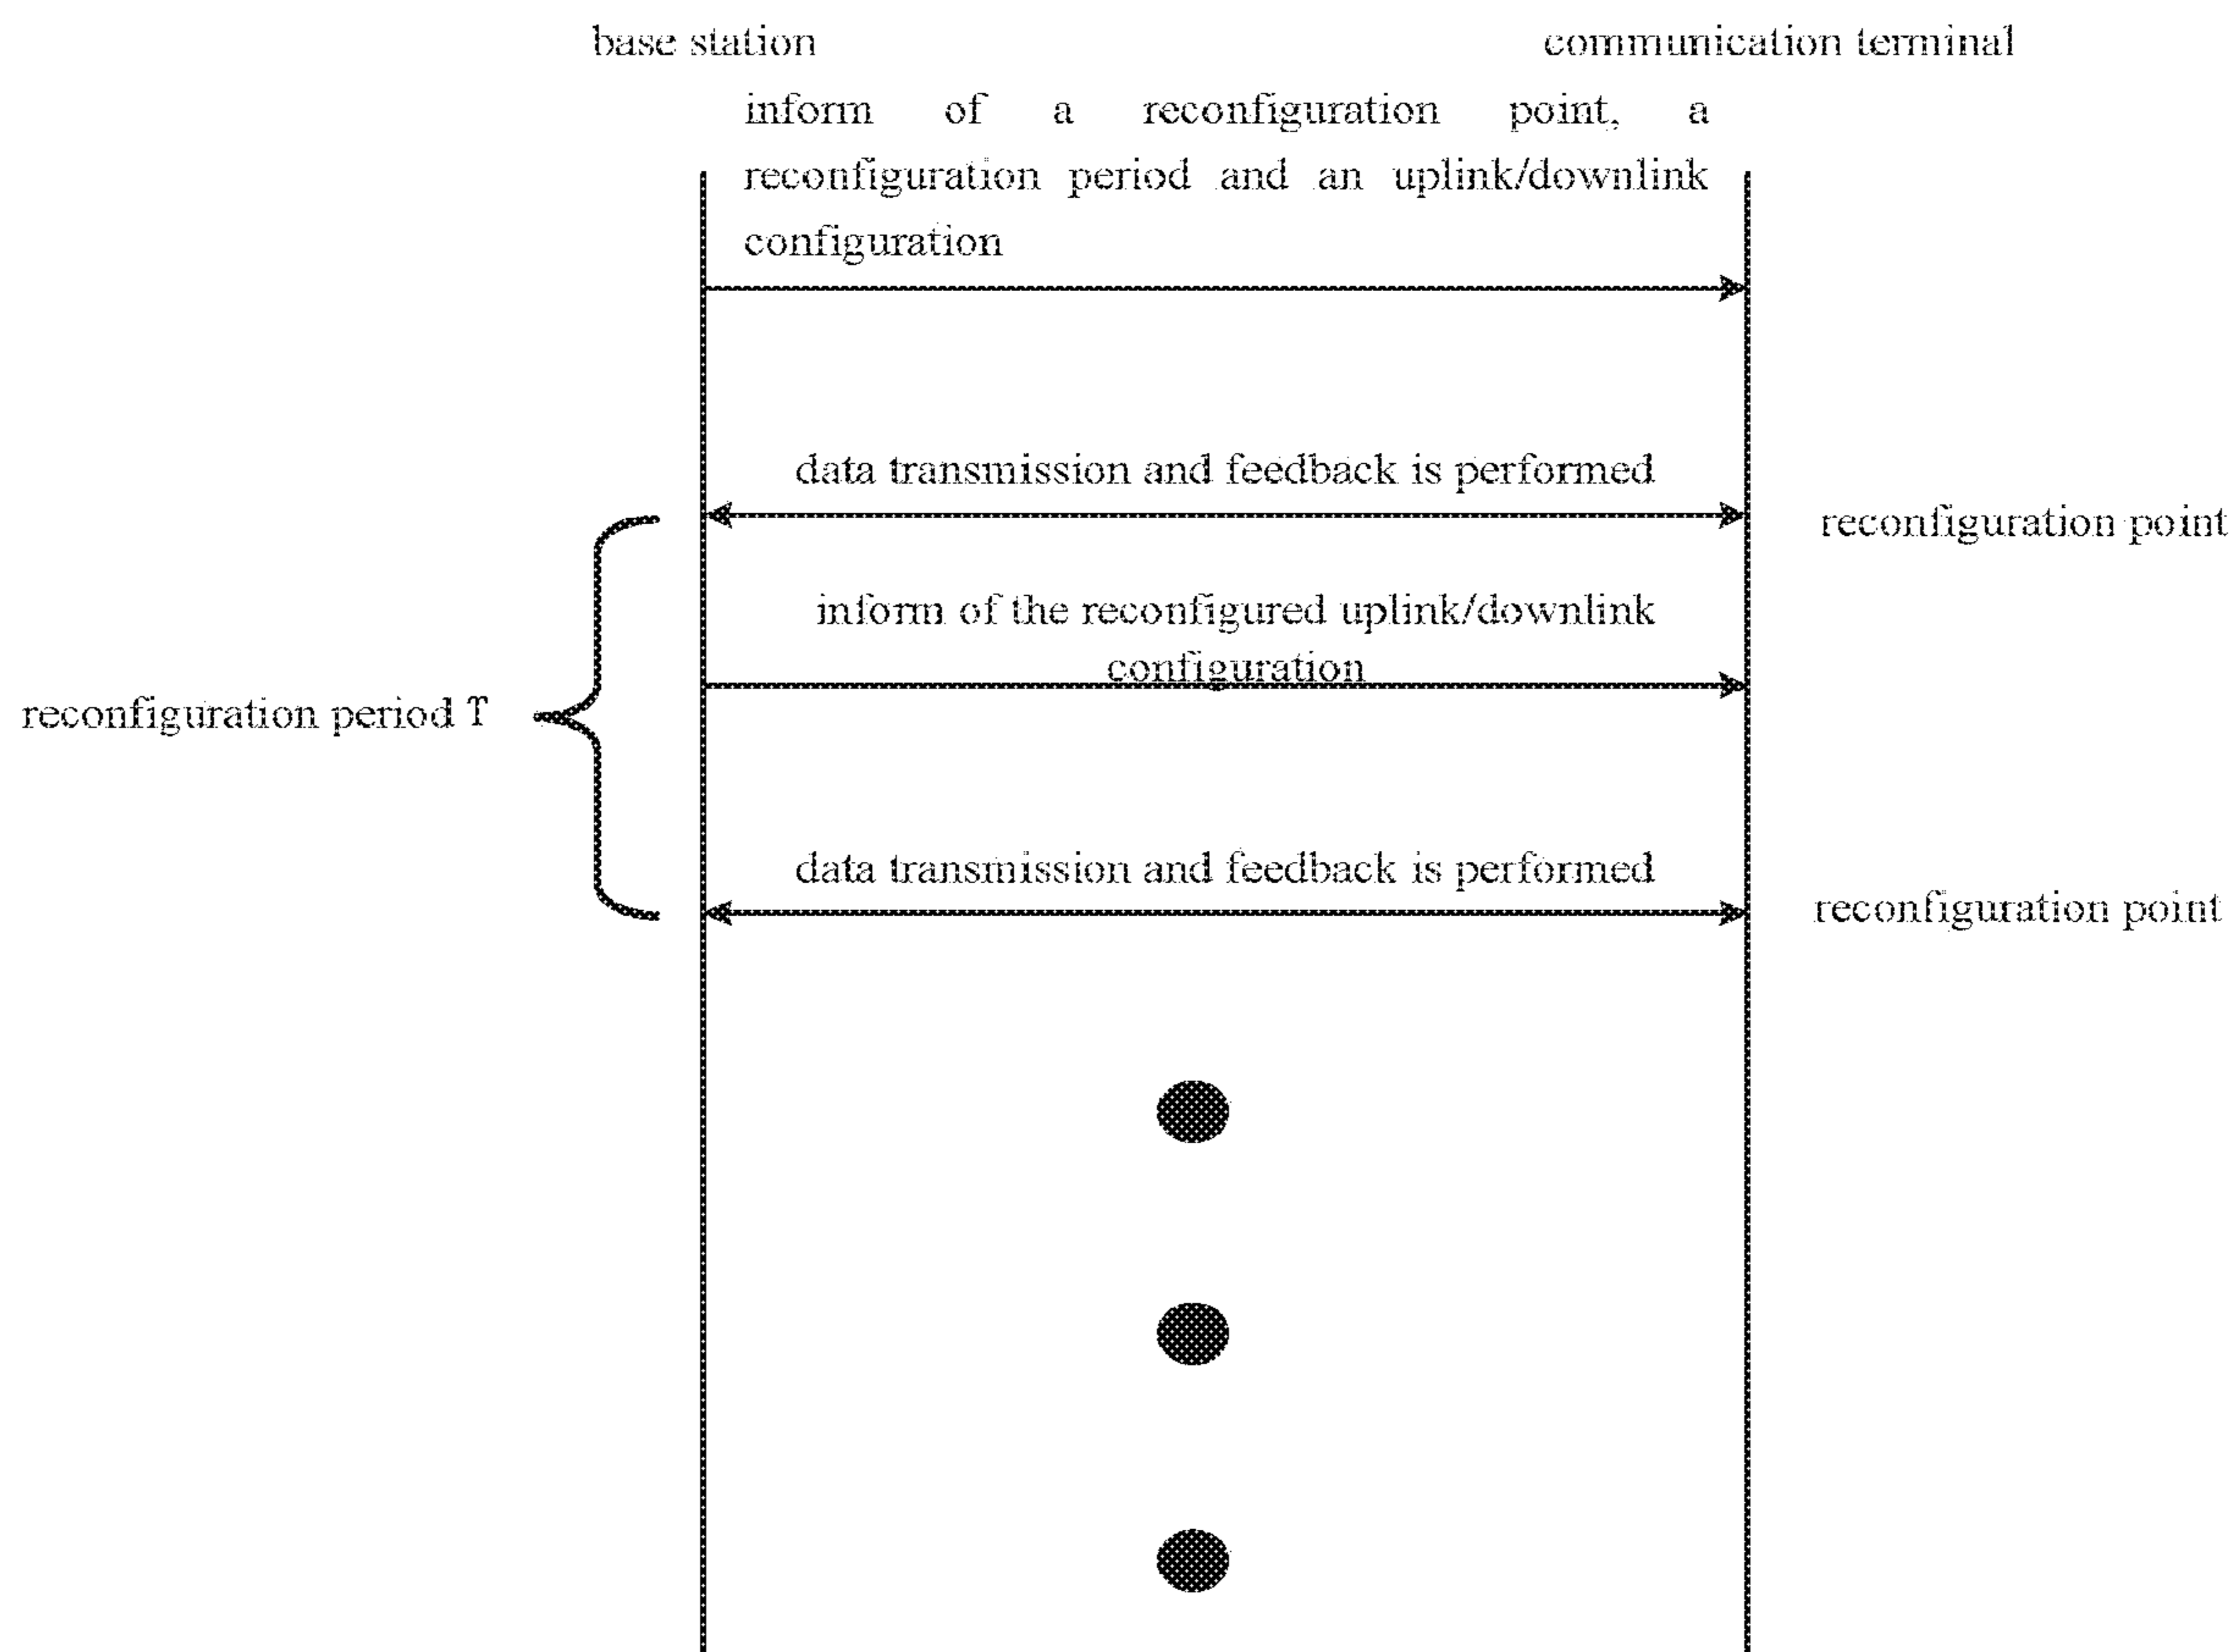 base station
communication terminal
inform of a reconfiguration point, a
reconfiguration period and an uplink/downlink
configuration
data transmission and feedback is performed
reconfiguration point
inform of the reconfigured uplink/downlink
configuration
reconfiguration period T
data transmission and feedback is performed
reconfiguration point